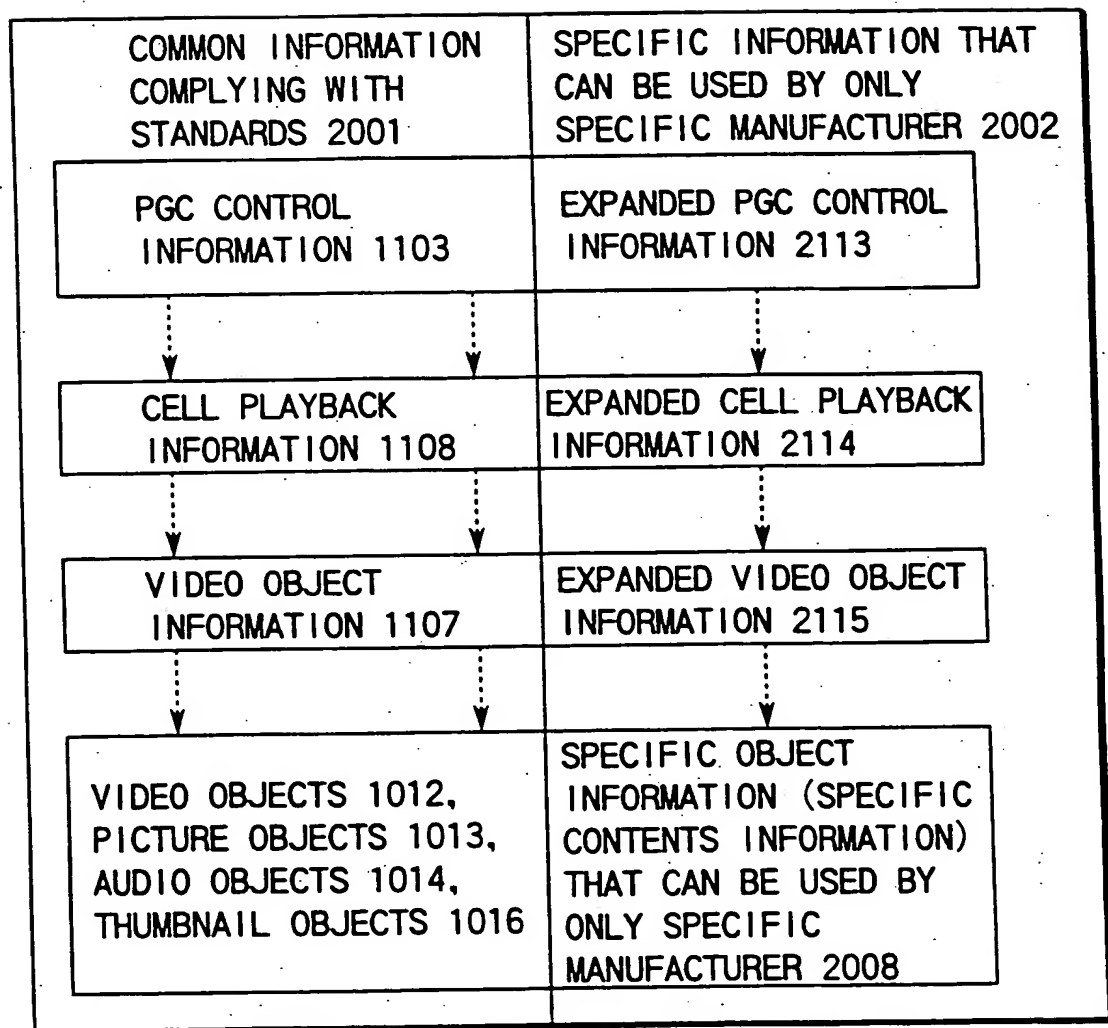 COMMON INFORMATION
COMPLYING WITH
STANDARDS 2001
SPECIFIC INFORMATION THAT
CAN BE USED BY ONLY
SPECIFIC MANUFACTURER 2002
PGC CONTROL
INFORMATION 1103
EXPANDED PGC CONTROL
INFORMATION 2113
CELL PLAYBACK
INFORMATION 1108
EXPANDED CELL PLAYBACK
INFORMATION 2114
VIDEO OBJECT
INFORMATION 1107
EXPANDED VIDEO OBJECT
INFORMATION 2115
VIDEO OBJECTS 1012,
PICTURE OBJECTS 1013,
AUDIO OBJECTS 1014,
THUMBNAIL OBJECTS 1016
SPECIFIC OBJECT
INFORMATION (SPECIFIC
CONTENTS INFORMATION)
THAT CAN BE USED BY
ONLY SPECIFIC
MANUFACTURER 2008